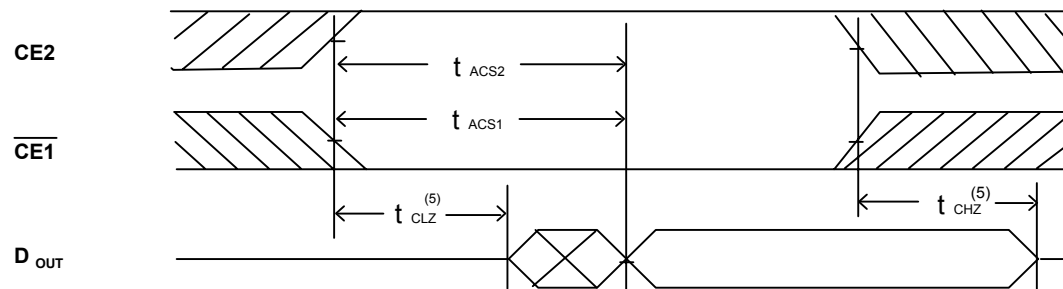 CE2
t ACS2
t ACS1
CE1
t CLZ (5)
t CHZ (5)
D OUT